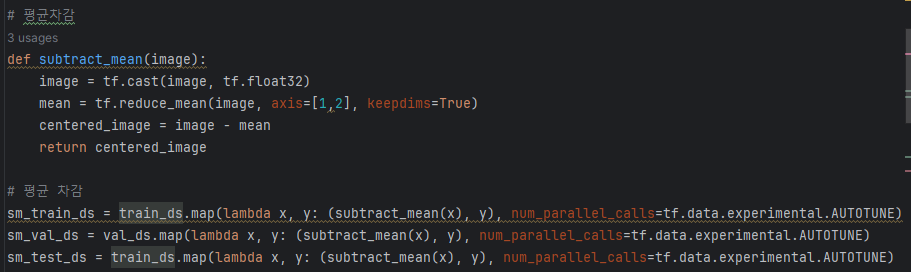 # 평균차감
3 usages
def subtract_mean(image):
    image = tf.cast(image, tf.float32)
    mean = tf.reduce_mean(image, axis=[1,2], keepdims=True)
    centered_image = image - mean
    return centered_image
# 평균 차감
sm_train_ds = train_ds.map(lambda x, y: (subtract_mean(x), y), num_parallel_calls=tf.data.experimental.AUTOTUNE)
sm_val_ds = val_ds.map(lambda x, y: (subtract_mean(x), y), num_parallel_calls=tf.data.experimental.AUTOTUNE)
sm_test_ds = train_ds.map(lambda x, y: (subtract_mean(x), y), num_parallel_calls=tf.data.experimental.AUTOTUNE)